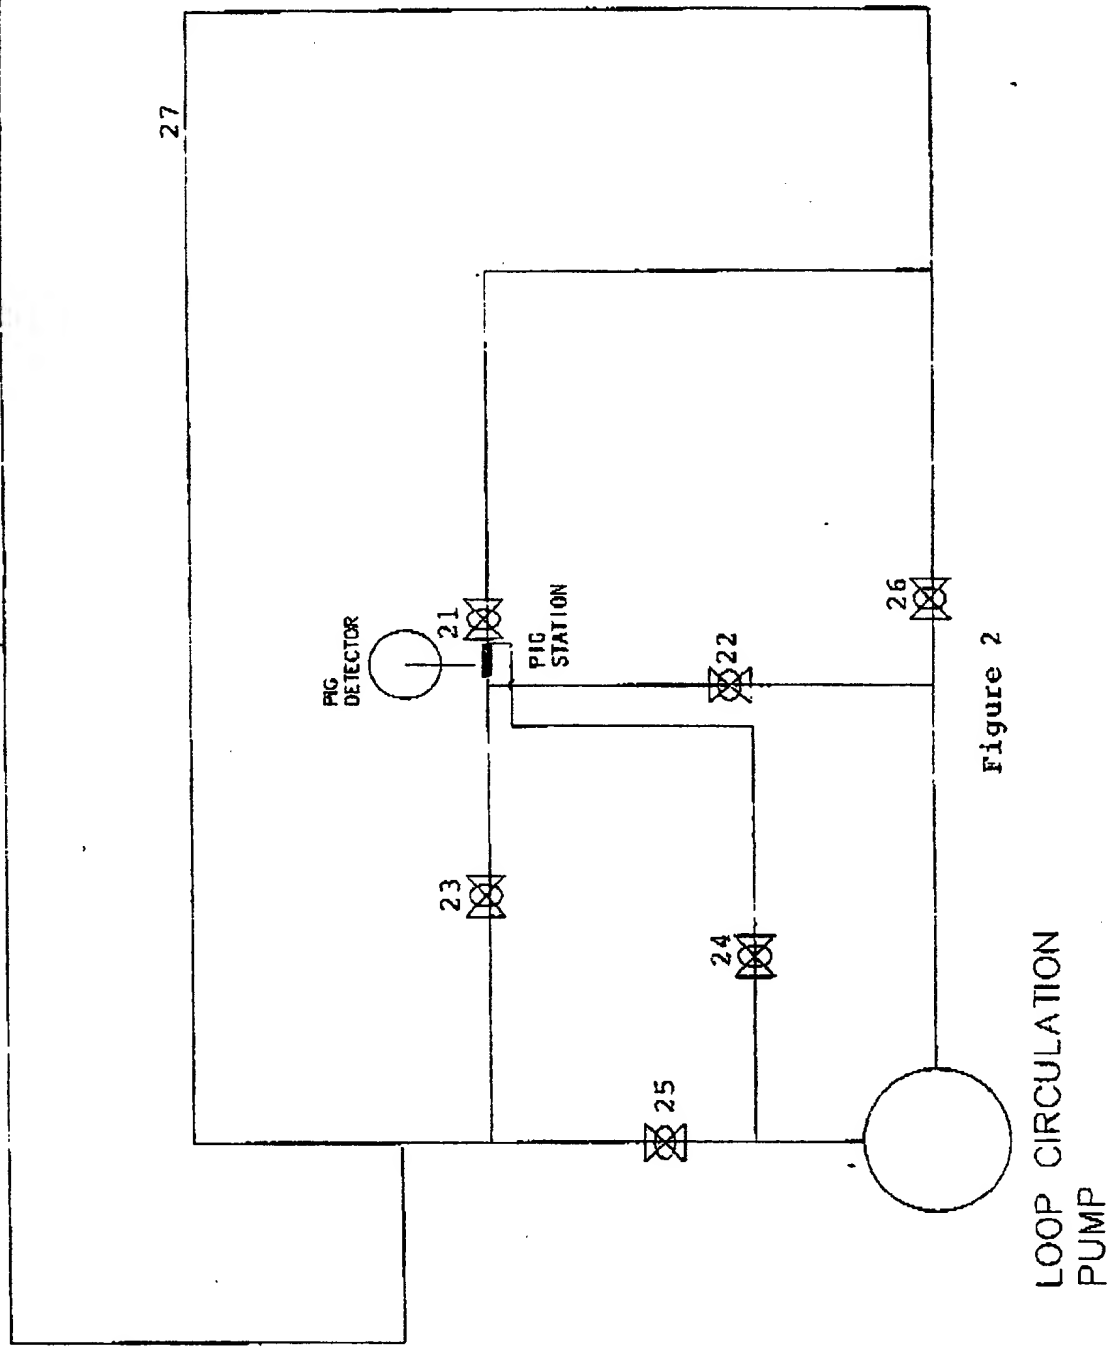 27
PIG
DETECTOR
21
PIG
STATION
22
26
23
24
25
Figure 2
LOOP CIRCULATION
PUMP